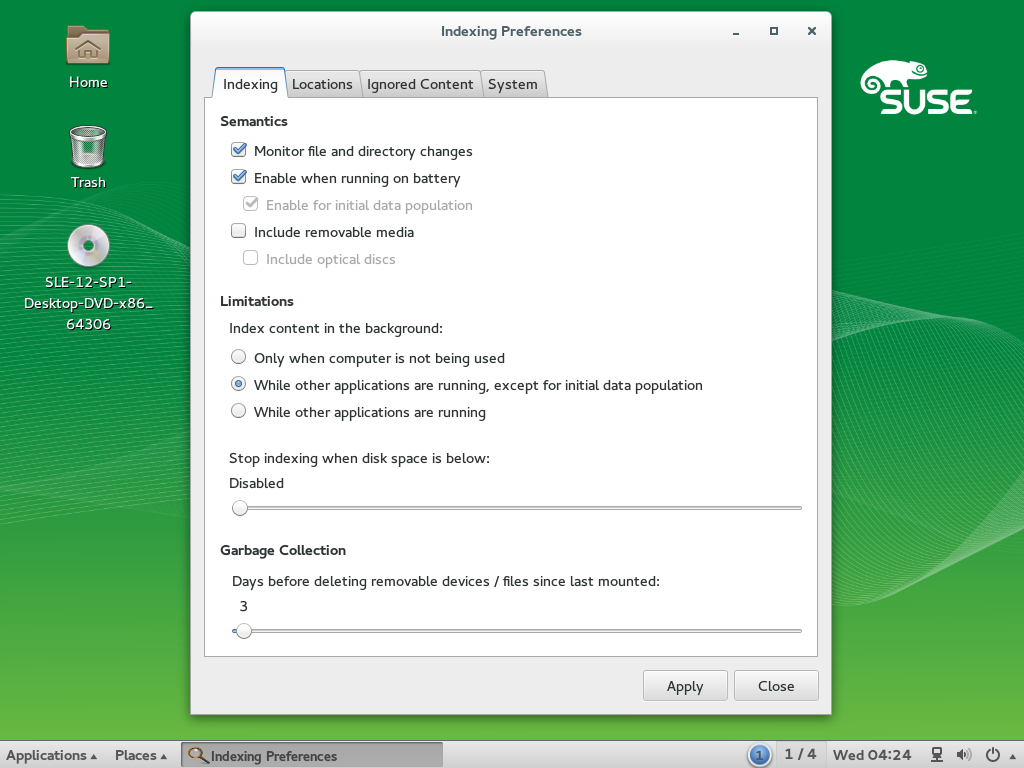 Indexing Preferences
Home
Trash
SLE-12-SP1-
Desktop-DVD-x86_
64306
SUSE
Indexing
Locations
Ignored Content
System
Semantics
Monitor file and directory changes
Enable when running on battery
Enable for initial data population
Include removable media
Include optical discs
Limitations
Index content in the background:
Only when computer is not being used
While other applications are running, except for initial data population
While other applications are running
Stop indexing when disk space is below:
Disabled
Garbage Collection
Days before deleting removable devices / files since last mounted:
3
Apply
Close
Applications
Places
Indexing Preferences
1
1 / 4
Wed 04:24